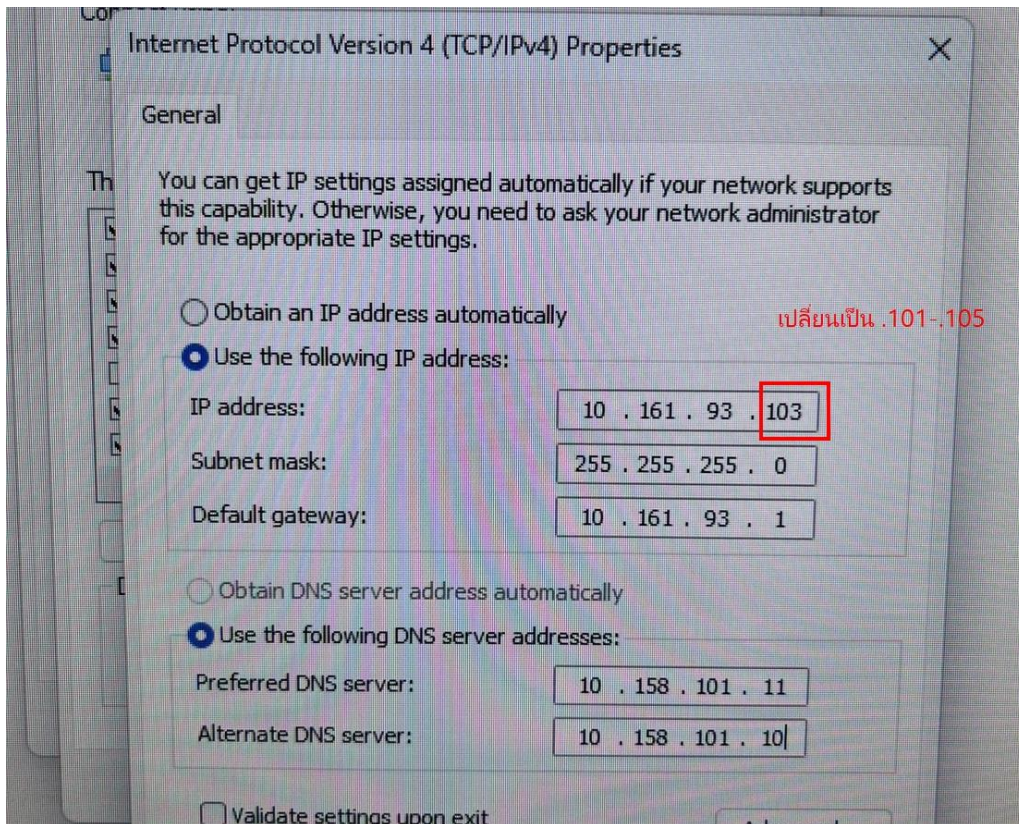 Internet Protocol Version 4 (TCP/IPv4) Properties
General
You can get IP settings assigned automatically if your network supports
this capability. Otherwise, you need to ask your network administrator
for the appropriate IP settings.
Obtain an IP address automatically
เปลี่ยนเป็น .101-.105
Use the following IP address:
IP address: 10 . 161 . 93 . 103
Subnet mask: 255 . 255 . 255 . 0
Default gateway: 10 . 161 . 93 . 1
Obtain DNS server address automatically
Use the following DNS server addresses:
Preferred DNS server: 10 . 158 . 101 . 11
Alternate DNS server: 10 . 158 . 101 . 10
Validate settings upon exit